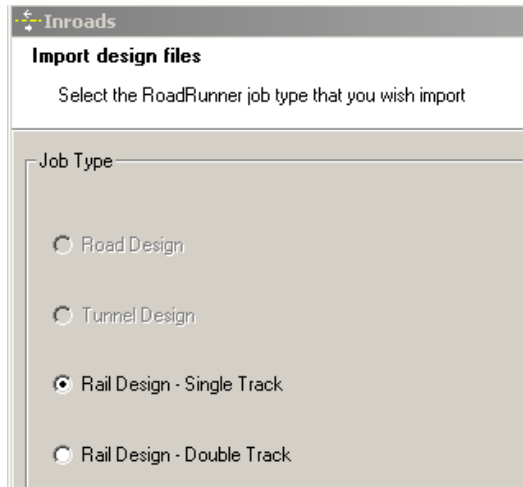 Inroads
Import design files
Select the RoadRunner job type that you wish import
Job Type
Road Design
Tunnel Design
Rail Design - Single Track
Rail Design - Double Track